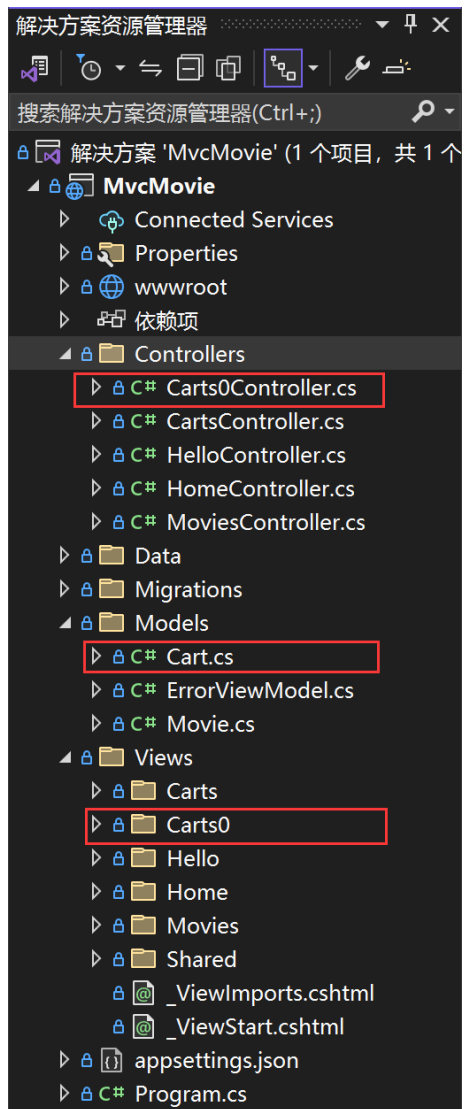 解决方案资源管理器
搜索解决方案资源管理器(Ctrl+;)
解决方案 'MvcMovie' (1 个项目，共 1 个
MvcMovie
Connected Services
Properties
wwwroot
依赖项
Controllers
C# Carts0Controller.cs
C# CartsController.cs
C# HelloController.cs
C# HomeController.cs
C# MoviesController.cs
Data
Migrations
Models
C# Cart.cs
C# ErrorViewModel.cs
C# Movie.cs
Views
Carts
Carts0
Hello
Home
Movies
Shared
_ViewImports.cshtml
_ViewStart.cshtml
appsettings.json
C# Program.cs